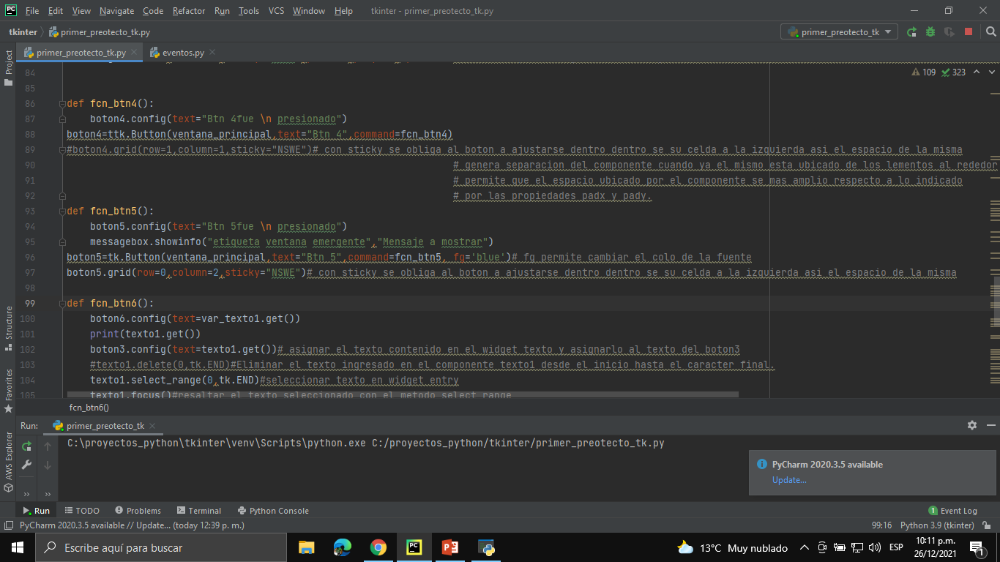 PC File Edit View Navigate Code Refactor Run Tools VCS Window Help tkinter - primer_preotecto_tk.py
tkinter primer_preotecto_tk.py primer_preotecto_tk
Project primer_preotecto_tk.py eventos.py
84 109 323
85
86 def fcn_btn4():
87 boton4.config(text="Btn 4fue \n presionado")
88 boton4=ttk.Button(ventana_principal,text="Btn 4",command=fcn_btn4)
89 #boton4.grid(row=1,column=1,sticky="NSWE")# con sticky se obliga al boton a ajustarse dentro dentro se su celda a la izquierda asi el espacio de la misma
90 # genera separacion del componente cuando ya el mismo esta ubicado de los lementos al rededor
91 # permite que el espacio ubicado por el componente se mas amplio respecto a lo indicado
92 # por las propiedades padx y pady.
93 def fcn_btn5():
94 boton5.config(text="Btn 5fue \n presionado")
95 messagebox.showinfo("etiqueta ventana emergente","Mensaje a mostrar")
96 boton5=tk.Button(ventana_principal,text="Btn 5",command=fcn_btn5, fg='blue')# fg permite cambiar el colo de la fuente
97 boton5.grid(row=0,column=2,sticky="NSWE")# con sticky se obliga al boton a ajustarse dentro dentro se su celda a la izquierda asi el espacio de la misma
98
99 def fcn_btn6():
100 boton6.config(text=var_texto1.get())
101 print(texto1.get())
102 boton3.config(text=texto1.get())# asignar el texto contenido en el widget texto y asignarlo al texto del boton3
103 #texto1.delete(0,tk.END)#Eliminar el texto ingresado en el componente texto1 desde el inicio hasta el caracter final.
104 texto1.select_range(0,tk.END)#seleccionar texto en widget entry
105 texto1.focus()#resaltar el texto seleccionado con el metodo select_range
Structure
Favorites
AWS Explorer
fcn_btn6()
Run: primer_preotecto_tk
C:\proyectos_python\tkinter\venv\Scripts\python.exe C:/proyectos_python/tkinter/primer_preotecto_tk.py
PyCharm 2020.3.5 available
Update...
Run TODO Problems Terminal Python Console 1 Event Log
PyCharm 2020.3.5 available // Update... (today 12:39 p. m.) 99:16 Python 3.9 (tkinter)
Escribe aquí para buscar PC 13°C Muy nublado ESP 10:11 p.m.
26/12/2021 1